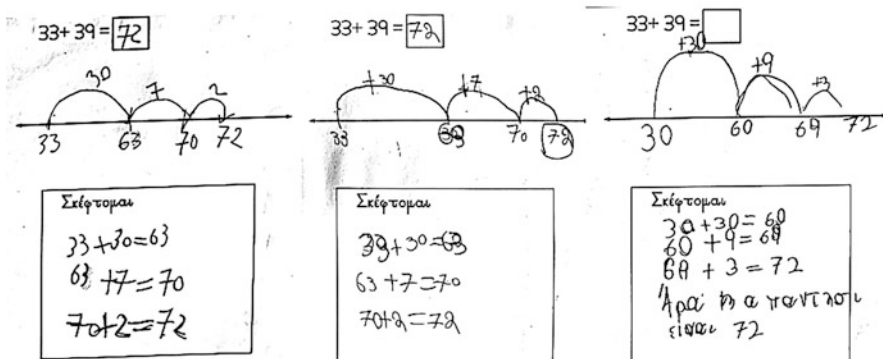 33+ 39 = 72
30 7 2
33 63 70 72
Σκέφτομαι
33+30=63
63 +7=70
70+2=72
33+ 39 = 72
+30 +7 +2
33 63 70 72
Σκέφτομαι
33+30=63
63 +7=70
70+2=72
33+ 39 =
+30 +9 +3
30 60 69 72
Σκέφτομαι
30+30=60
60 +9=69
69 + 3 = 72
Άρα η απάντησι
είναι 72